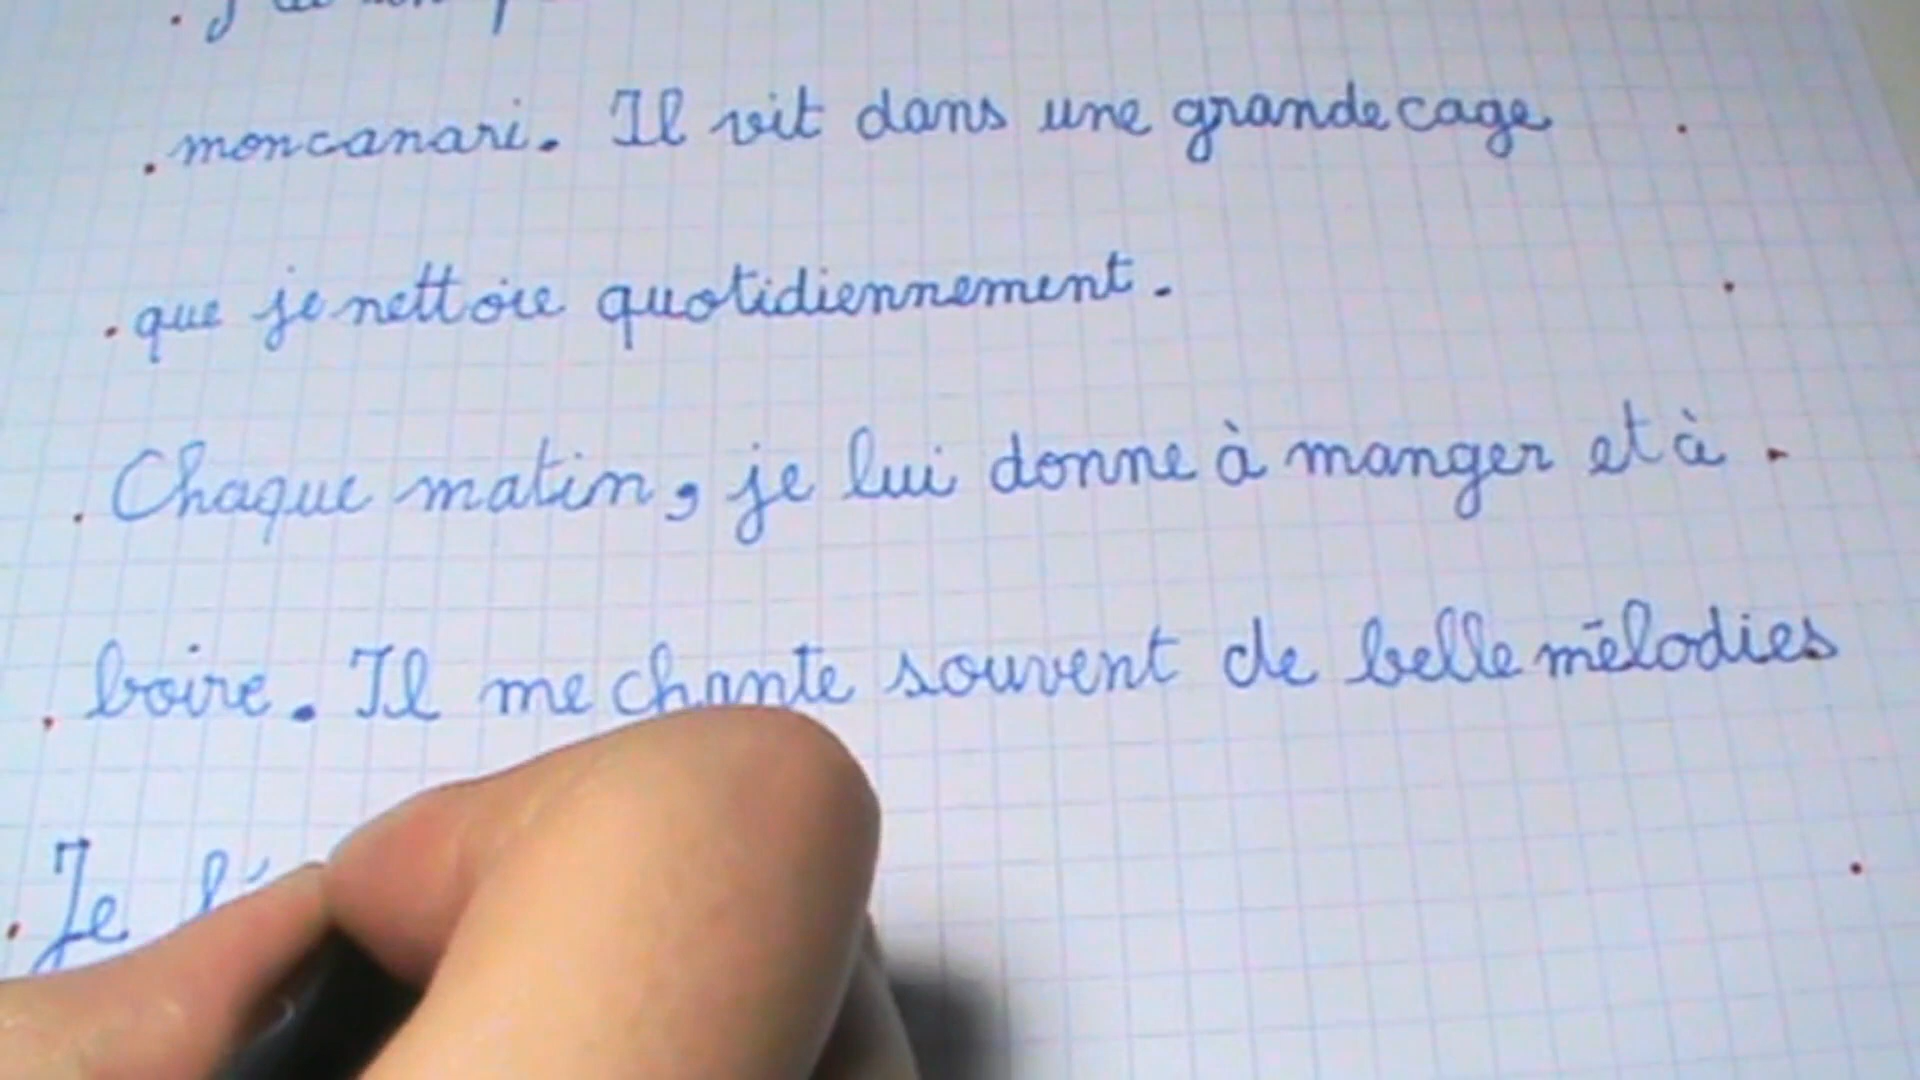 moncanari. Il vit dans une grande cage
que je nettoie quotidiennement.
Chaque matin, je lui donne à manger et à
boire. Il me chante souvent de belle mélodies
Je